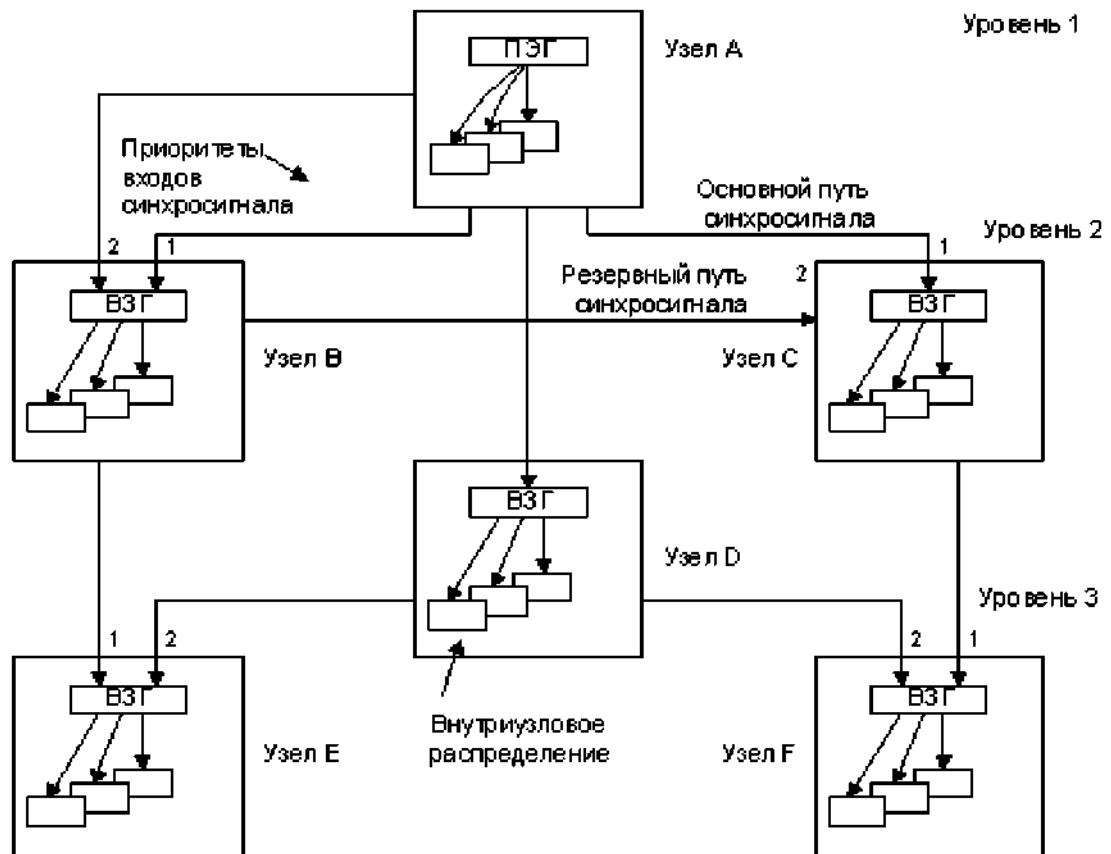 Уровень 1
ПЭГ
Узел А
Приоритеты
входов
синхросигнала
Основной путь
синхросигнала
2
1
1
Уровень 2
Резервный путь
синхросигнала
2
ВЗГ
ВЗГ
Узел В
Узел С
ВЗГ
Узел D
Уровень 3
1
2
2
1
ВЗГ
ВЗГ
Внутриузловое
распределение
Узел Е
Узел F